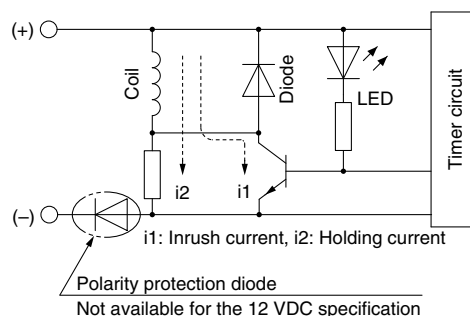 (+)
Coil
Diode
LED
Timer circuit
i2
i1
(−)
i1: Inrush current, i2: Holding current
Polarity protection diode
Not available for the 12 VDC specification